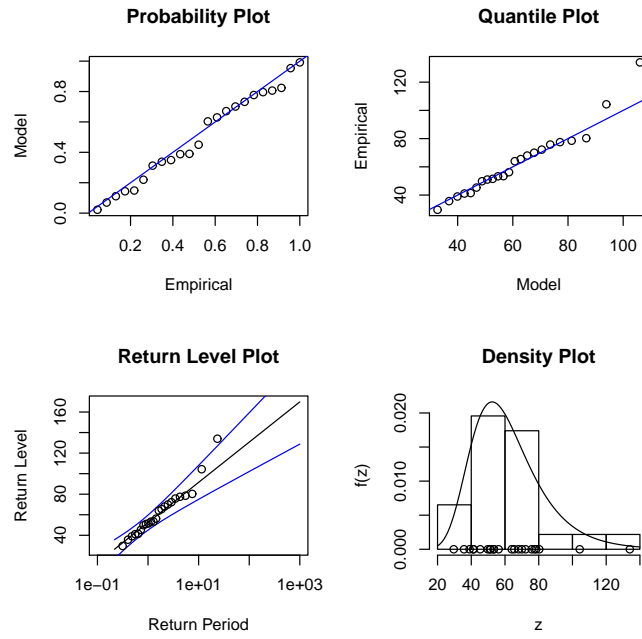 Probability Plot
Model
0.0
0.4
0.8
0.2
0.4
0.6
0.8
1.0
Empirical
Quantile Plot
Empirical
40
80
120
40
60
80
100
Model
Return Level Plot
Return Level
40
80
120
160
1e-01
1e+01
1e+03
Return Period
Density Plot
f(z)
0.000
0.010
0.020
20
40
60
80
120
z